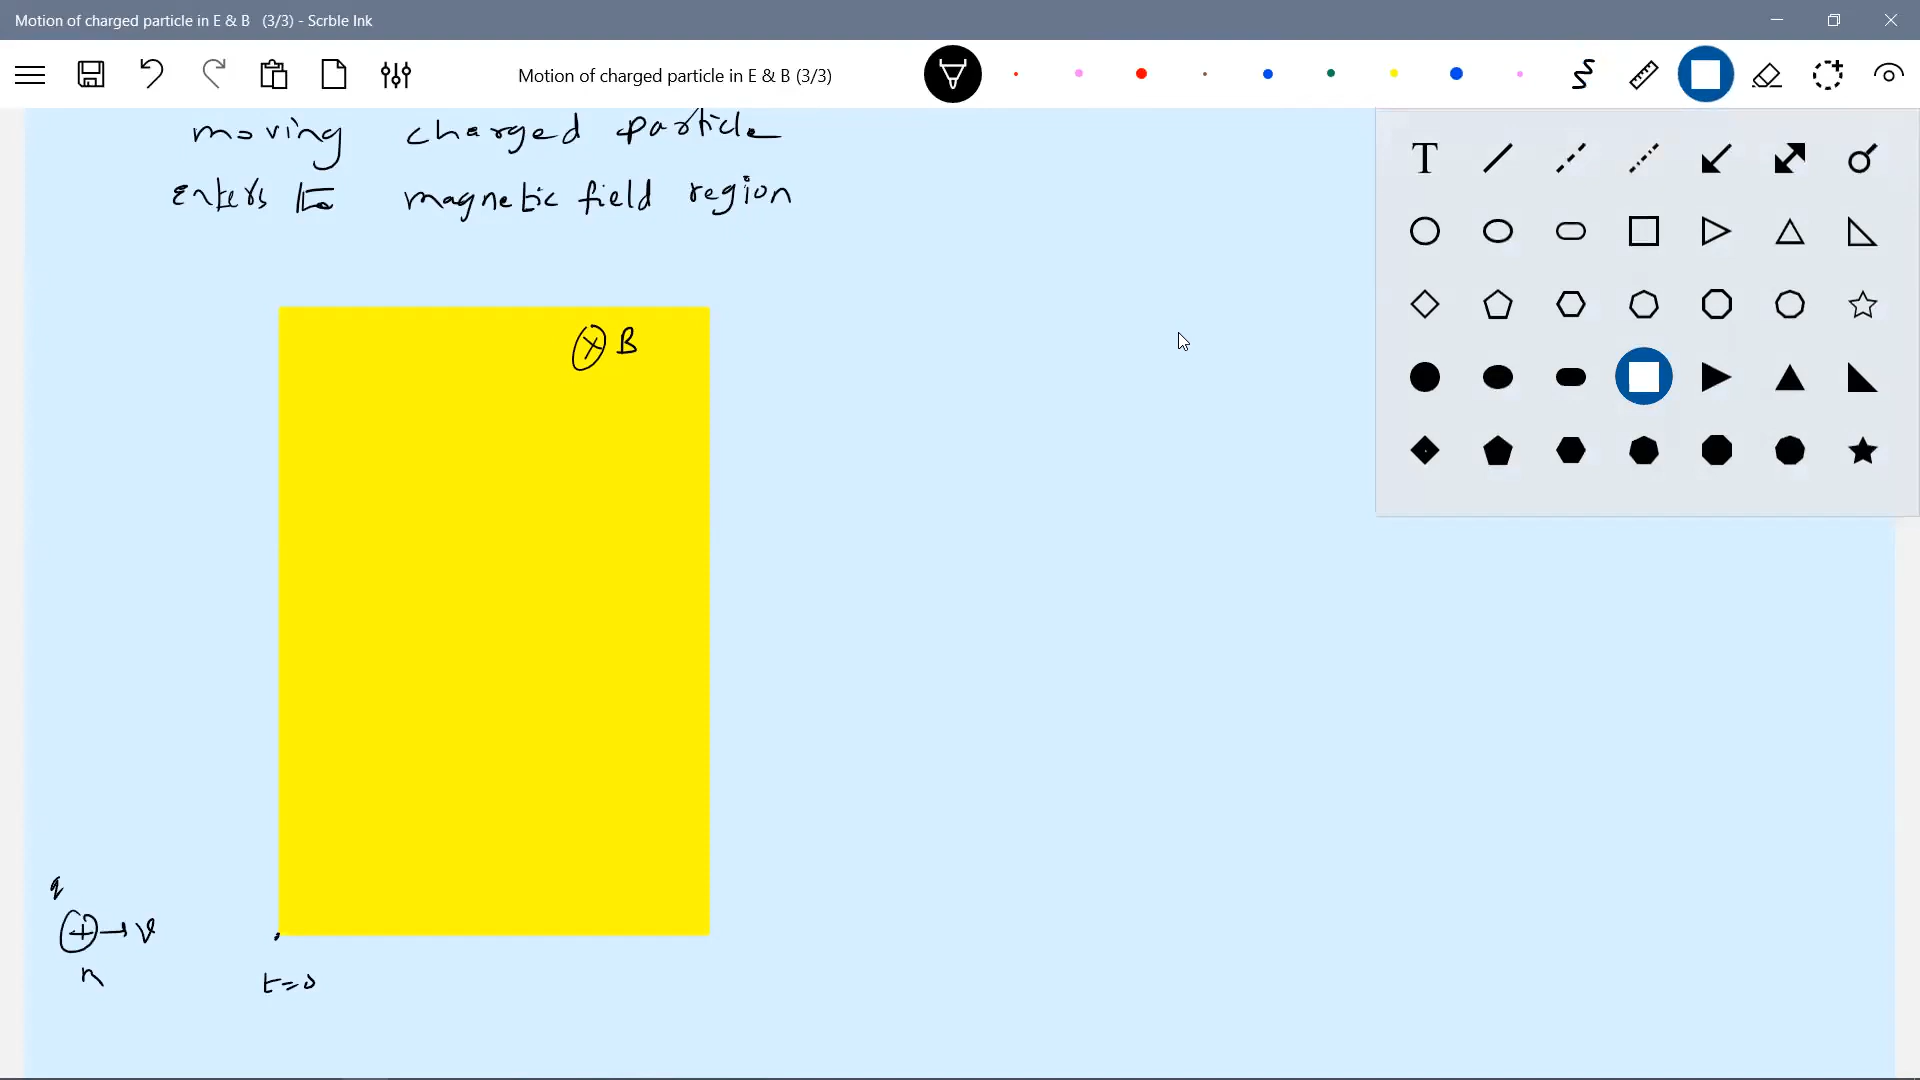 Motion of charged particle in E & B (3/3) - Scrble Ink
Motion of charged particle in E & B (3/3)
T
moving charged particle
enters magnetic field region
⊗ B
q
⊕→ v
t=0